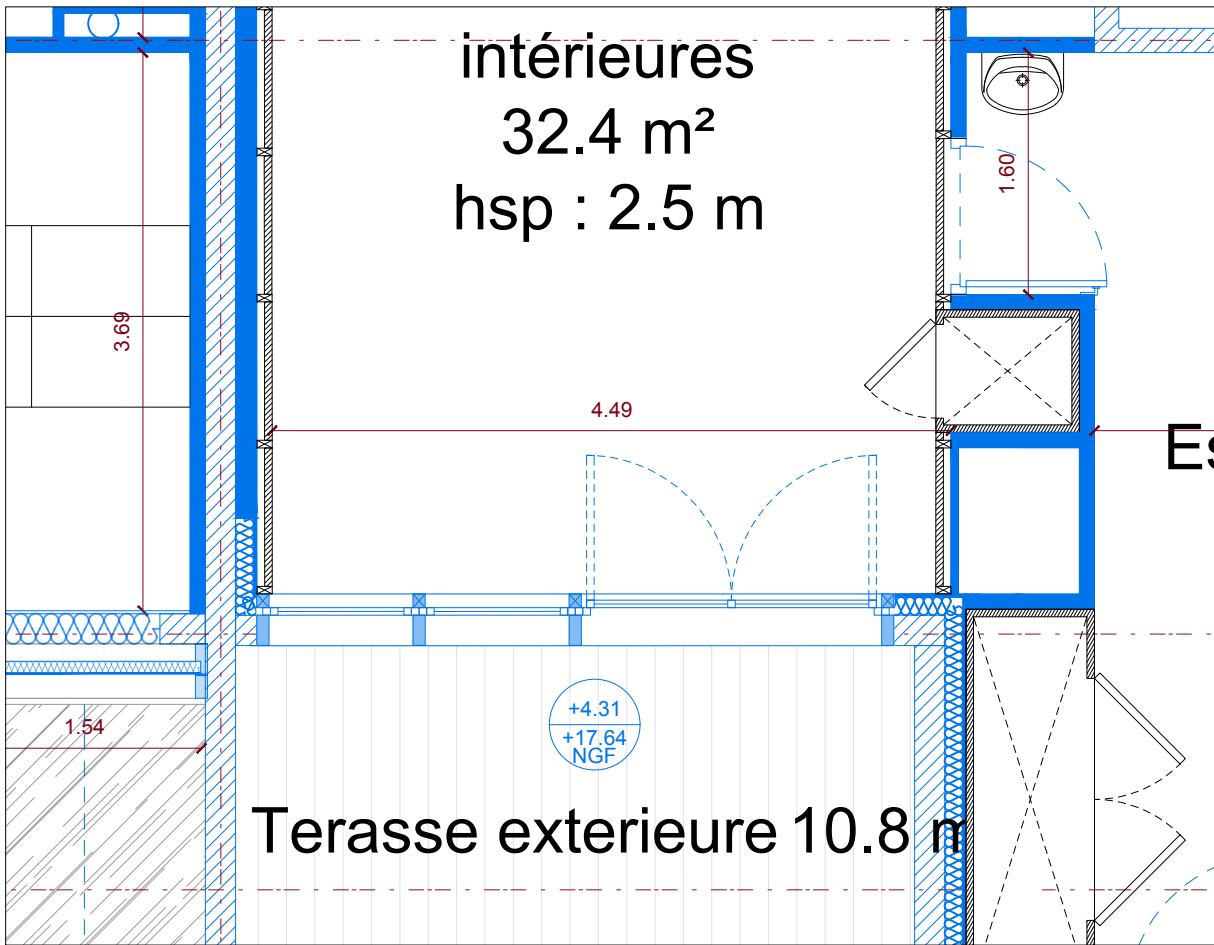 intérieures
32.4 m²
hsp : 2.5 m
1.60
3.69
4.49
Es
+4.31
+17.64
NGF
1.54
Terasse exterieure 10.8 m